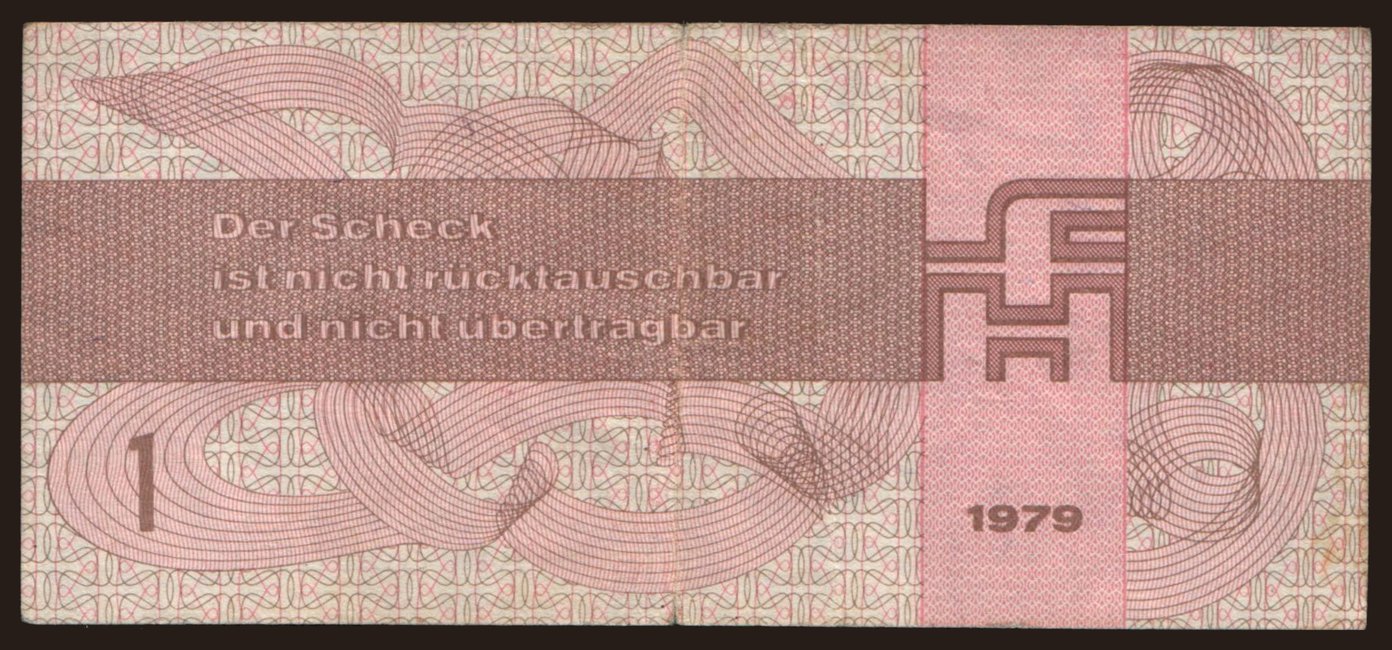 Der Scheck
ist nicht rücktauschbar
und nicht übertragbar
1
1979